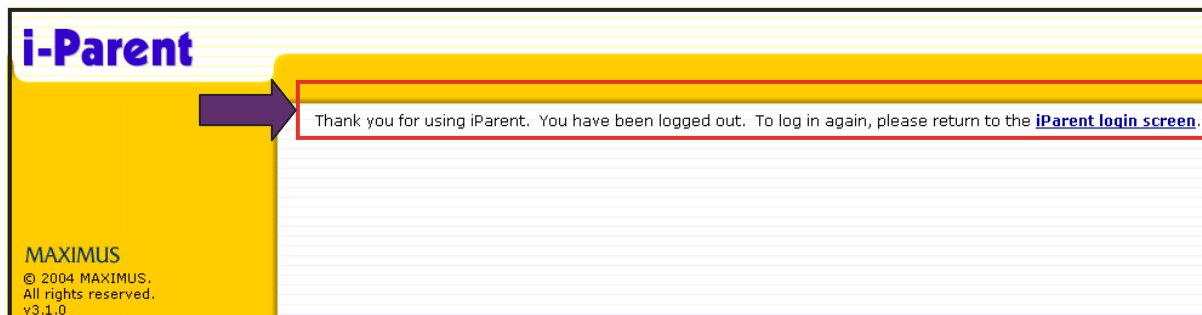 i-Parent
Thank you for using iParent. You have been logged out. To log in again, please return to the iParent login screen.
MAXIMUS
© 2004 MAXIMUS.
All rights reserved.
v3.1.0